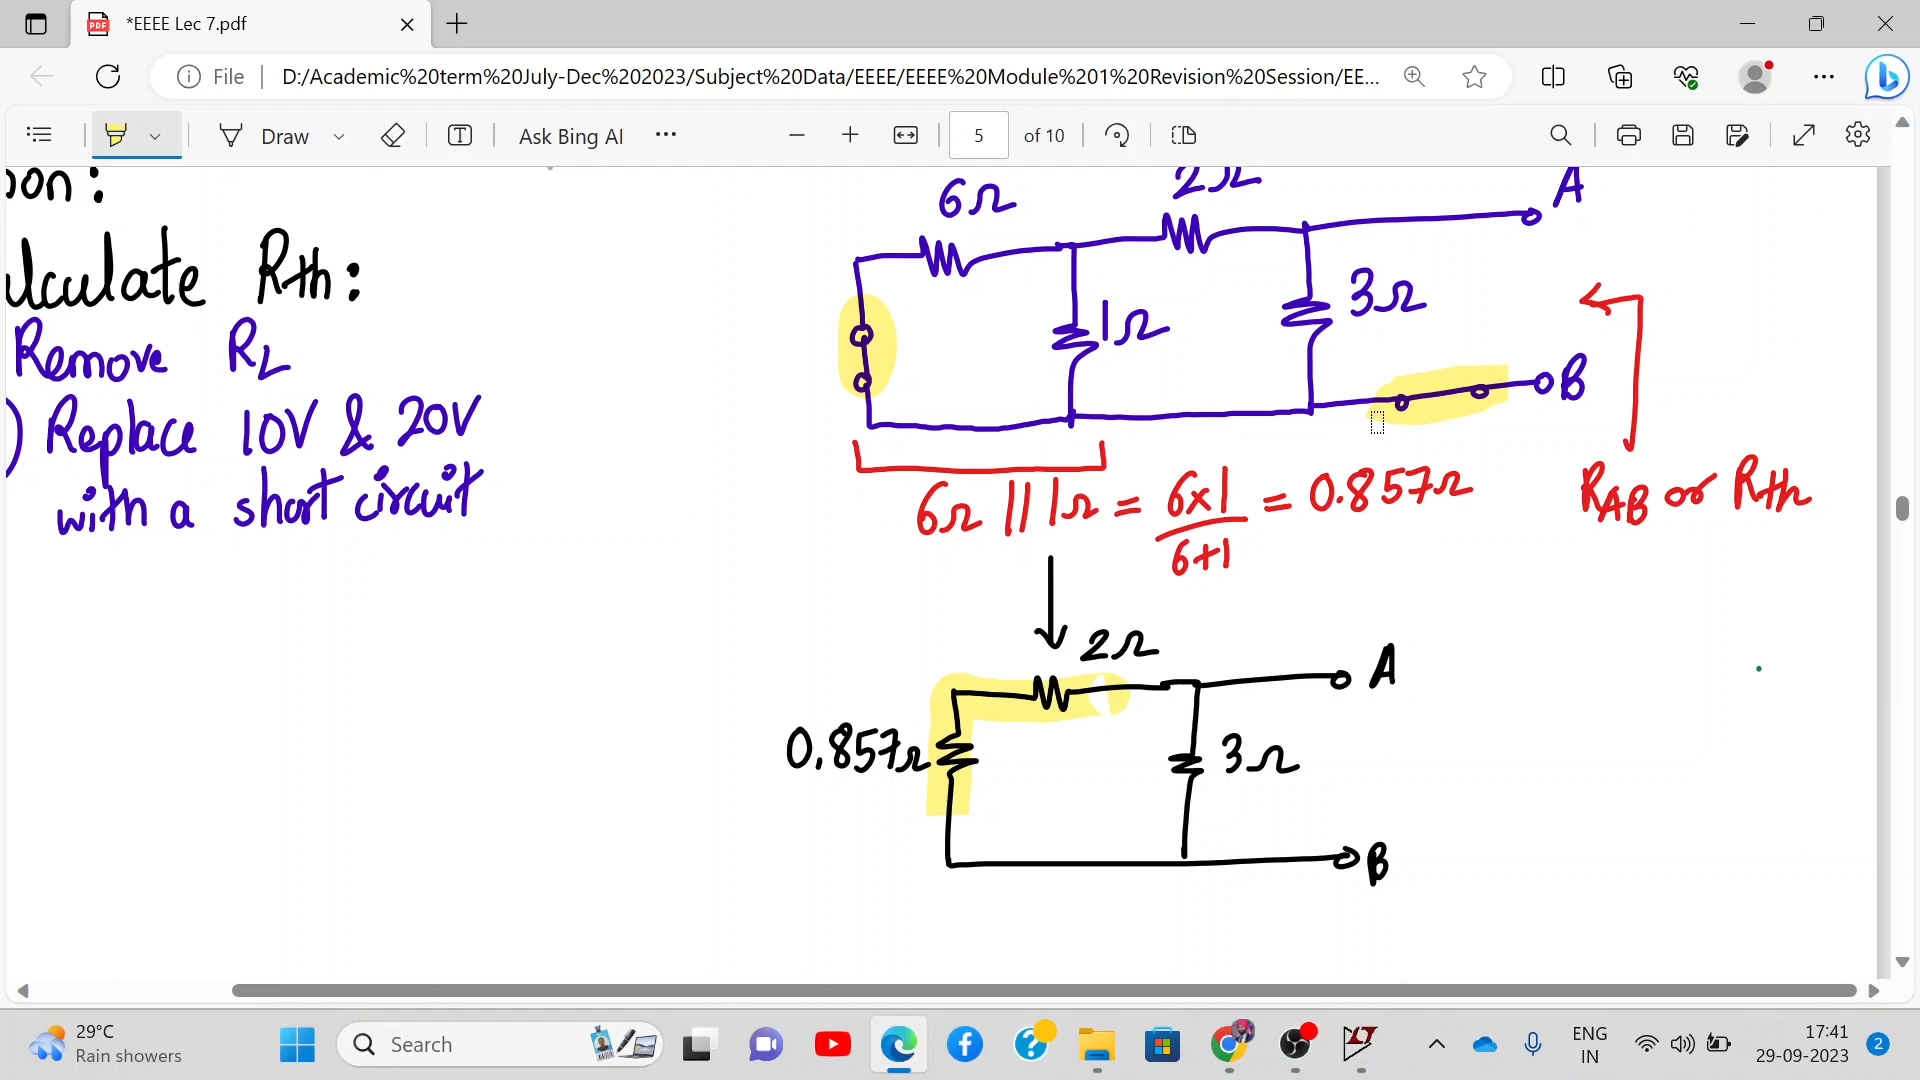 *EEEE Lec 7.pdf
File
D:/Academic%20term%20July-Dec%202023/Subject%20Data/EEEE/EEEE%20Module%201%20Revision%20Session/EE...
Draw
Ask Bing AI
5 of 10
on:
lculate Rth:
Remove RL
) Replace 10V & 20V
with a short circuit
6Ω
2Ω
A
1Ω
3Ω
B
6Ω || 1Ω = 6x1 / 6+1 = 0.857Ω
RAB or Rth
2Ω
A
0.857Ω
3Ω
B
29°C
Rain showers
Search
ENG
IN
17:41
29-09-2023
2